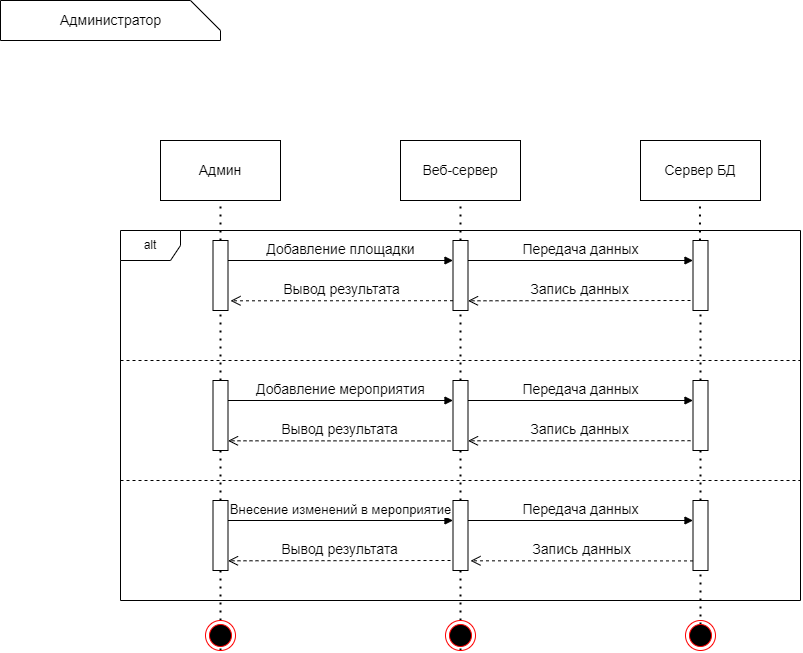 Администратор
Админ
Веб-сервер
Сервер БД
alt
Добавление площадки
Передача данных
Вывод результата
Запись данных
Добавление мероприятия
Передача данных
Вывод результата
Запись данных
Внесение изменений в мероприятие
Передача данных
Вывод результата
Запись данных